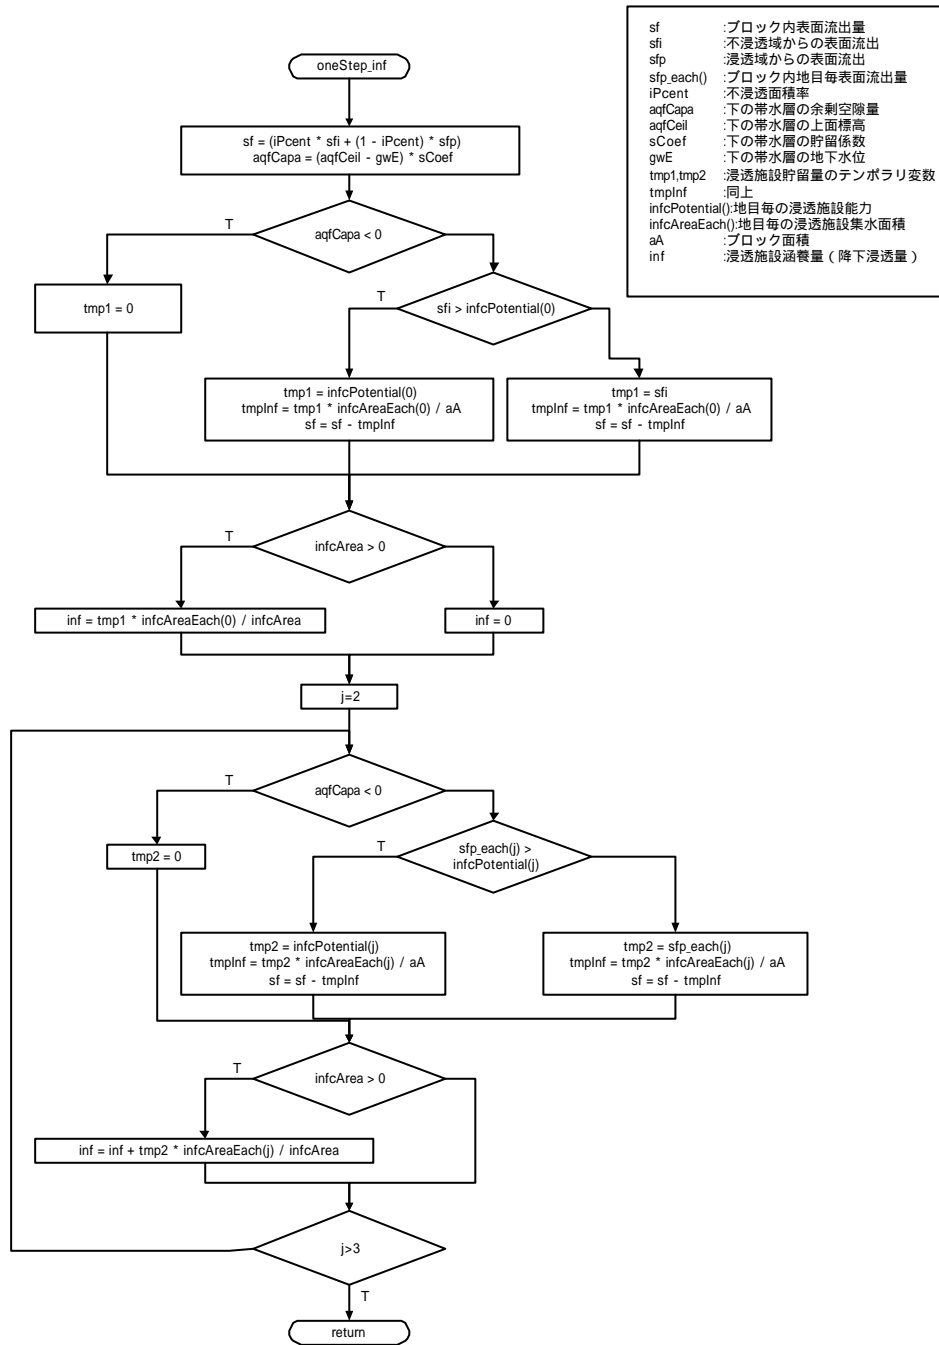 sf :ブロック内表面流出量
sfi :不浸透域からの表面流出
sfp :浸透域からの表面流出
sfp_each() :ブロック内地目毎表面流出量
iPcent :不浸透面積率
aqfCapa :下の帯水層の余剰空隙量
aqfCeil :下の帯水層の上面標高
sCoef :下の帯水層の貯留係数
gwE :下の帯水層の地下水位
tmp1,tmp2 :浸透施設貯留量のテンポラリ変数
tmpInf :同上
infcPotential():地目毎の浸透施設能力
infcAreaEach():地目毎の浸透施設集水面積
aA :ブロック面積
inf :浸透施設涵養量（降下浸透量）
oneStep_inf
sf = (iPcent * sfi + (1 - iPcent) * sfp)
aqfCapa = (aqfCeil - gwE) * sCoef
T
aqfCapa < 0
tmp1 = 0
T
sfi > infcPotential(0)
tmp1 = infcPotential(0)
tmpInf = tmp1 * infcAreaEach(0) / aA
sf = sf - tmpInf
tmp1 = sfi
tmpInf = tmp1 * infcAreaEach(0) / aA
sf = sf - tmpInf
T
infcArea > 0
inf = tmp1 * infcAreaEach(0) / infcArea
inf = 0
j=2
T
aqfCapa < 0
tmp2 = 0
T
sfp_each(j) >
infcPotential(j)
tmp2 = infcPotential(j)
tmpInf = tmp2 * infcAreaEach(j) / aA
sf = sf - tmpInf
tmp2 = sfp_each(j)
tmpInf = tmp2 * infcAreaEach(j) / aA
sf = sf - tmpInf
T
infcArea > 0
inf = inf + tmp2 * infcAreaEach(j) / infcArea
j>3
T
return